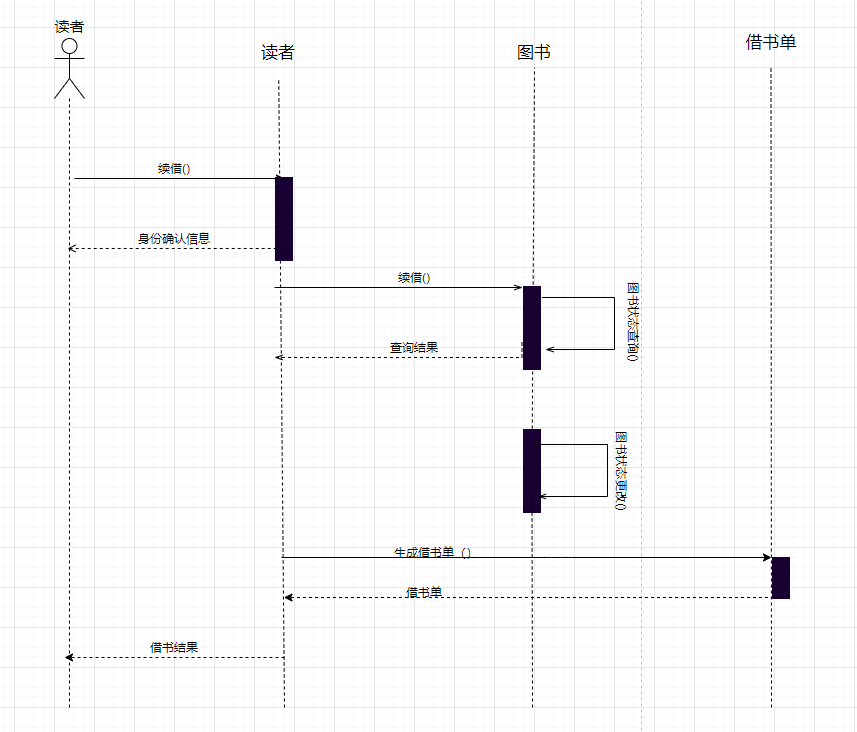 读者
读者
图书
借书单
续借()
身份确认信息
续借()
图书状态查询()
查询结果
图书状态更改()
生成借书单（）
借书单
借书结果